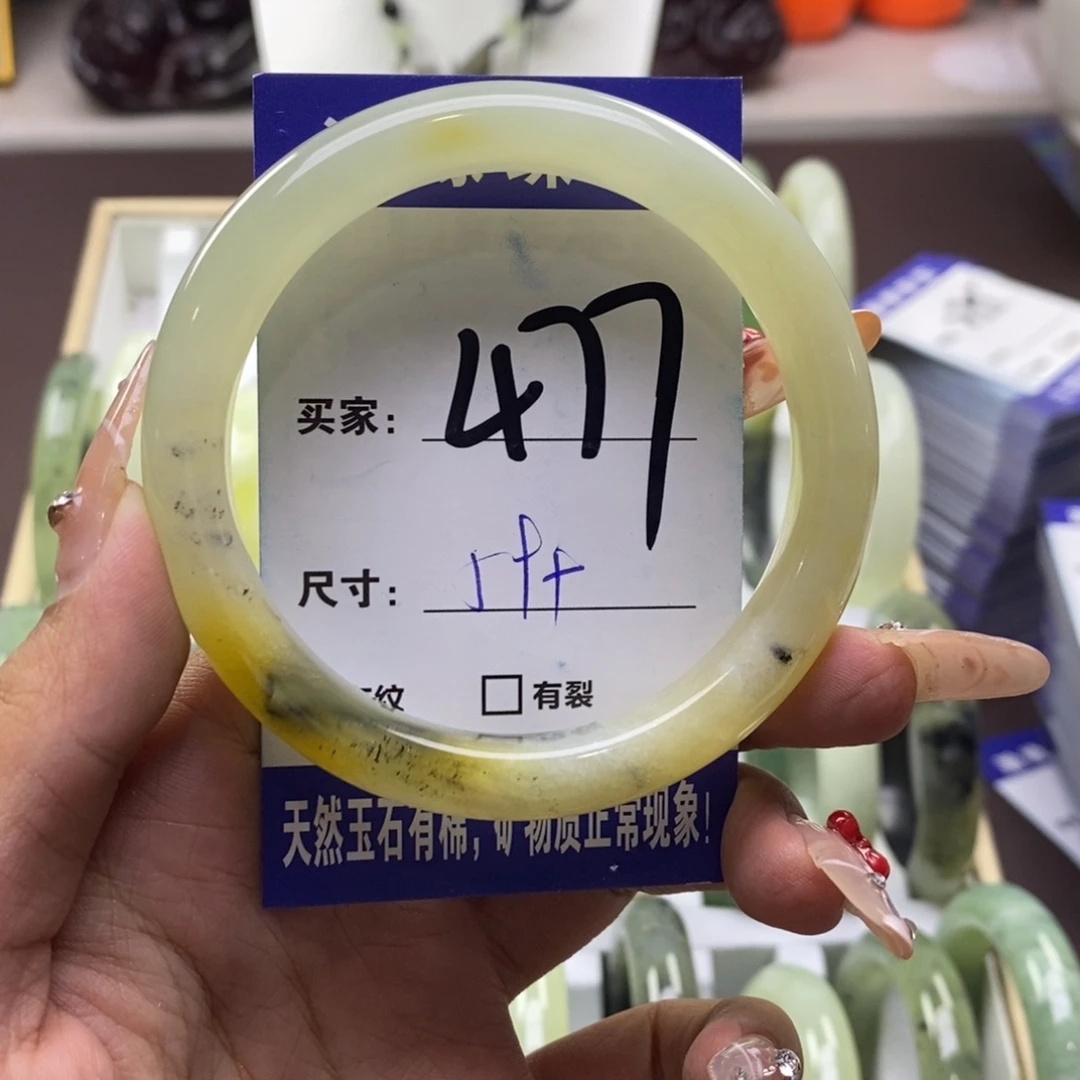 买家: 477
尺寸:
纹 □ 有裂
天然玉石有棉, 矿物质正常现象!